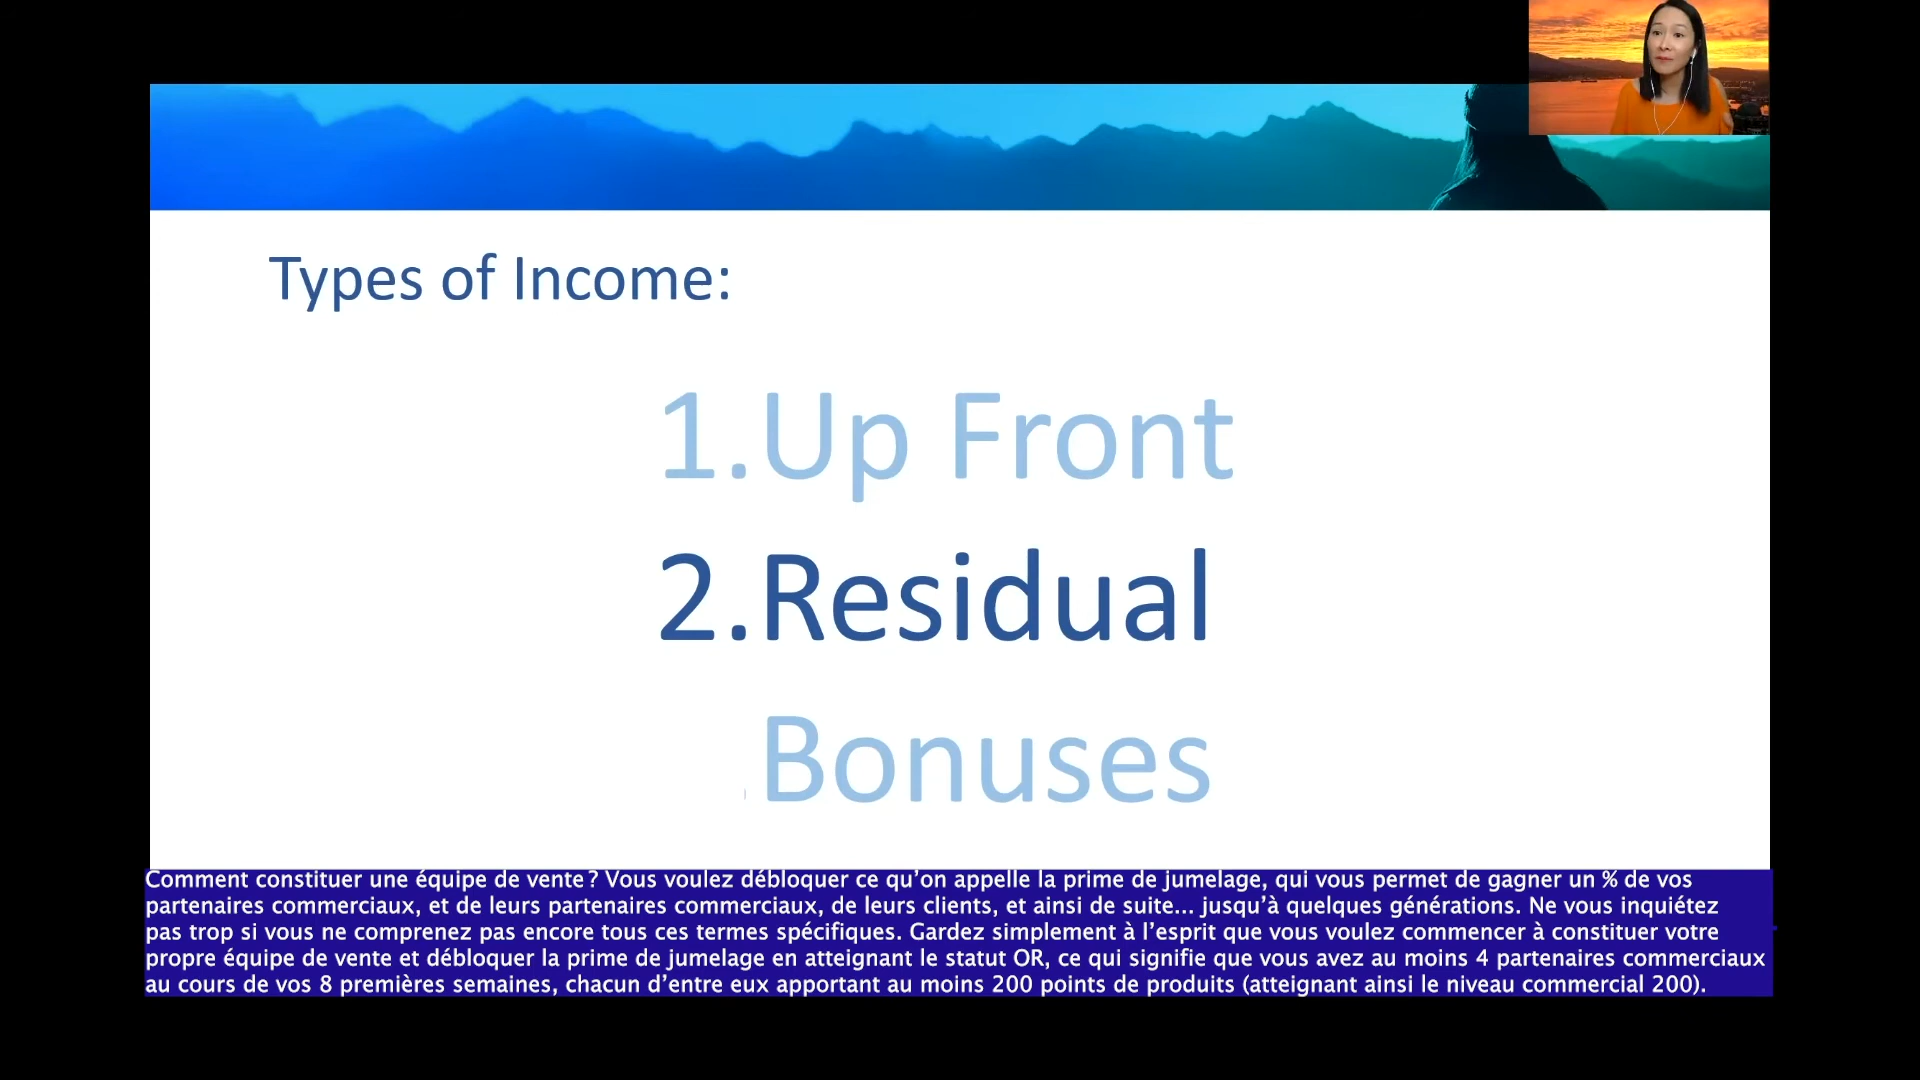 Types of Income:
1.Up Front
2.Residual
Bonuses
Comment constituer une équipe de vente ? Vous voulez débloquer ce qu’on appelle la prime de jumelage, qui vous permet de gagner un % de vos
partenaires commerciaux, et de leurs partenaires commerciaux, de leurs clients, et ainsi de suite... jusqu’à quelques générations. Ne vous inquiétez
pas trop si vous ne comprenez pas encore tous ces termes spécifiques. Gardez simplement à l’esprit que vous voulez commencer à constituer votre
propre équipe de vente et débloquer la prime de jumelage en atteignant le statut OR, ce qui signifie que vous avez au moins 4 partenaires commerciaux
au cours de vos 8 premières semaines, chacun d’entre eux apportant au moins 200 points de produits (atteignant ainsi le niveau commercial 200).